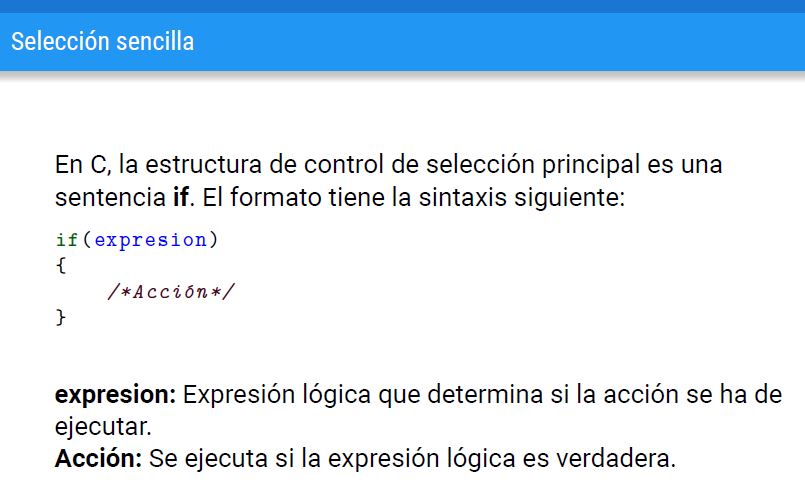 Selección sencilla
En C, la estructura de control de selección principal es una
sentencia if. El formato tiene la sintaxis siguiente:
if(expresion)
{
/*Acción*/
}
expresion: Expresión lógica que determina si la acción se ha de
ejecutar.
Acción: Se ejecuta si la expresión lógica es verdadera.